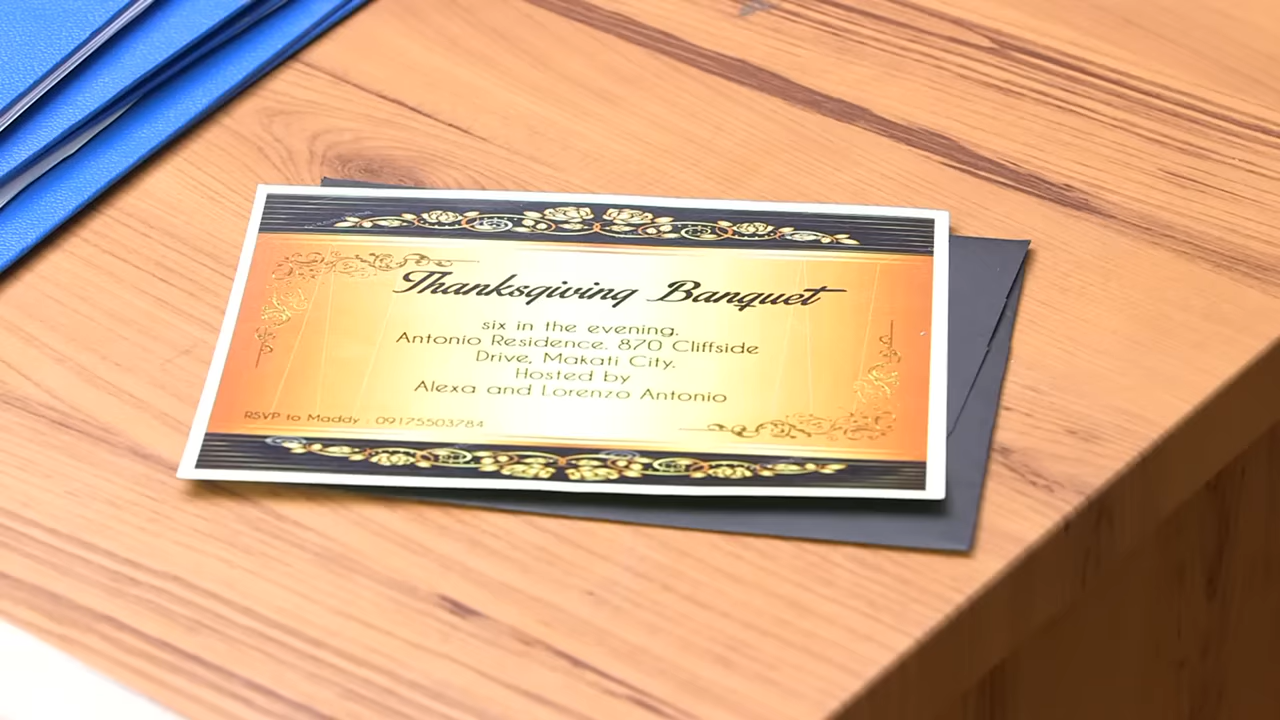 Thanksgiving Banquet
six in the evening.
Antonio Residence. 870 Cliffside
Drive, Makati City.
Hosted by
Alexa and Lorenzo Antonio
RSVP to Maddy : 09175503784